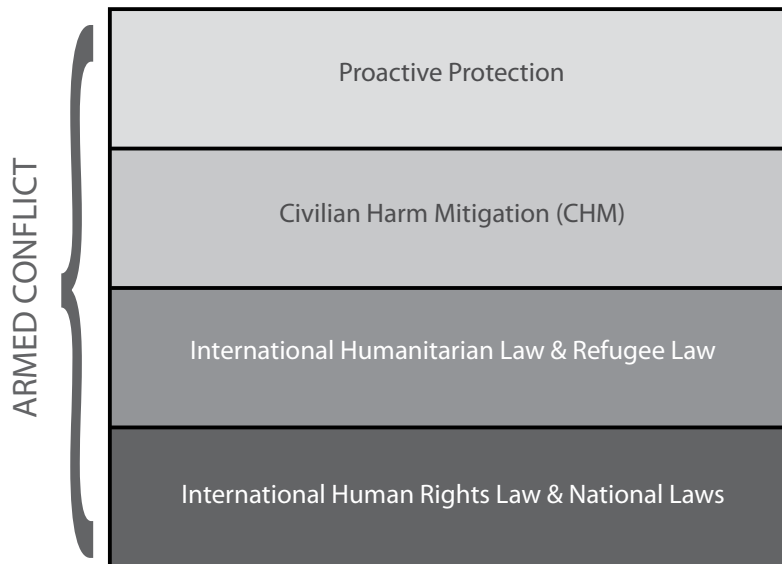 ARMED CONFLICT
Proactive Protection
Civilian Harm Mitigation (CHM)
International Humanitarian Law & Refugee Law
International Human Rights Law & National Laws